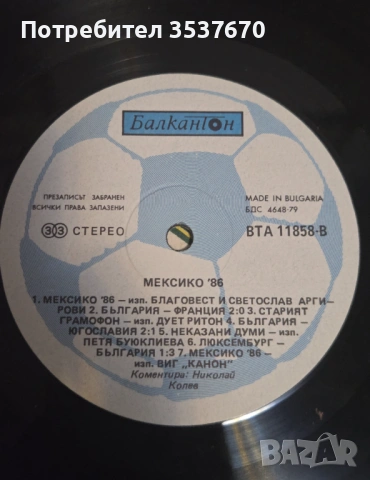 Потребител 3537670
БалканТон
ПРЕЗАПИСЪТ ЗАБРАНЕН
ВСИЧКИ ПРАВА ЗАПАЗЕНИ
MADE IN BULGARIA
БДС 4648-79
33 СТЕРЕО
ВТА 11858-В
МЕКСИКО '86
1. МЕКСИКО '86 — изп. БЛАГОВЕСТ И СВЕТОСЛАВ АРГИ-
РОВИ 2. БЪЛГАРИЯ — ФРАНЦИЯ 2:0 3. СТАРИЯТ
ГРАМОФОН — изп. ДУЕТ РИТОН 4. БЪЛГАРИЯ —
ЮГОСЛАВИЯ 2:1 5. НЕКАЗАНИ ДУМИ — изп.
ПЕТЯ БУЮКЛИЕВА 6. ЛЮКСЕМБУРГ —
БЪЛГАРИЯ 1:3 7. МЕКСИКО '86 —
изп. ВИГ „КАНОН"
Коментира: Николай
Колев
BAZAR